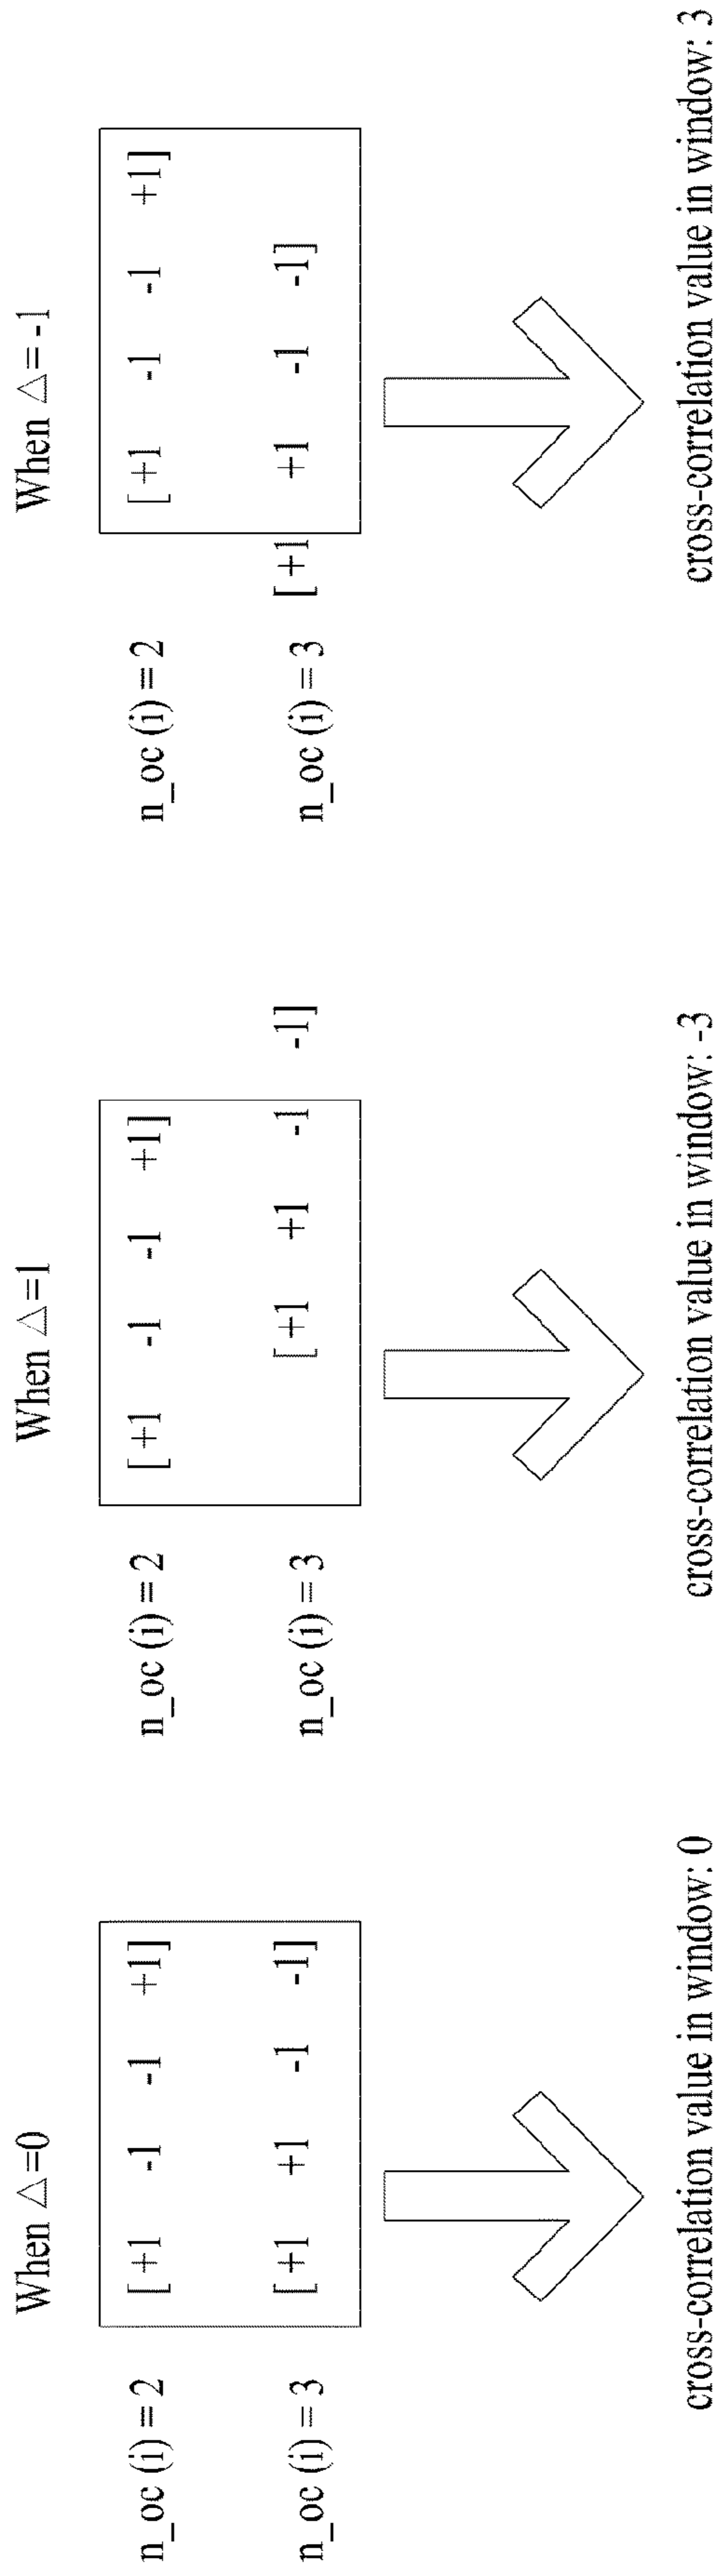 When △=0
n_oc (i) = 2 [+1 -1 -1 +1]
n_oc (i) = 3 [+1 +1 -1 -1]
cross-correlation value in window: 0
When △=1
n_oc (i) = 2 [+1 -1 -1 +1]
n_oc (i) = 3 [+1 +1 -1 -1]
cross-correlation value in window: -3
When △= -1
n_oc (i) = 2 [+1 -1 -1 +1]
n_oc (i) = 3 [+1 +1 -1 -1]
cross-correlation value in window: 3